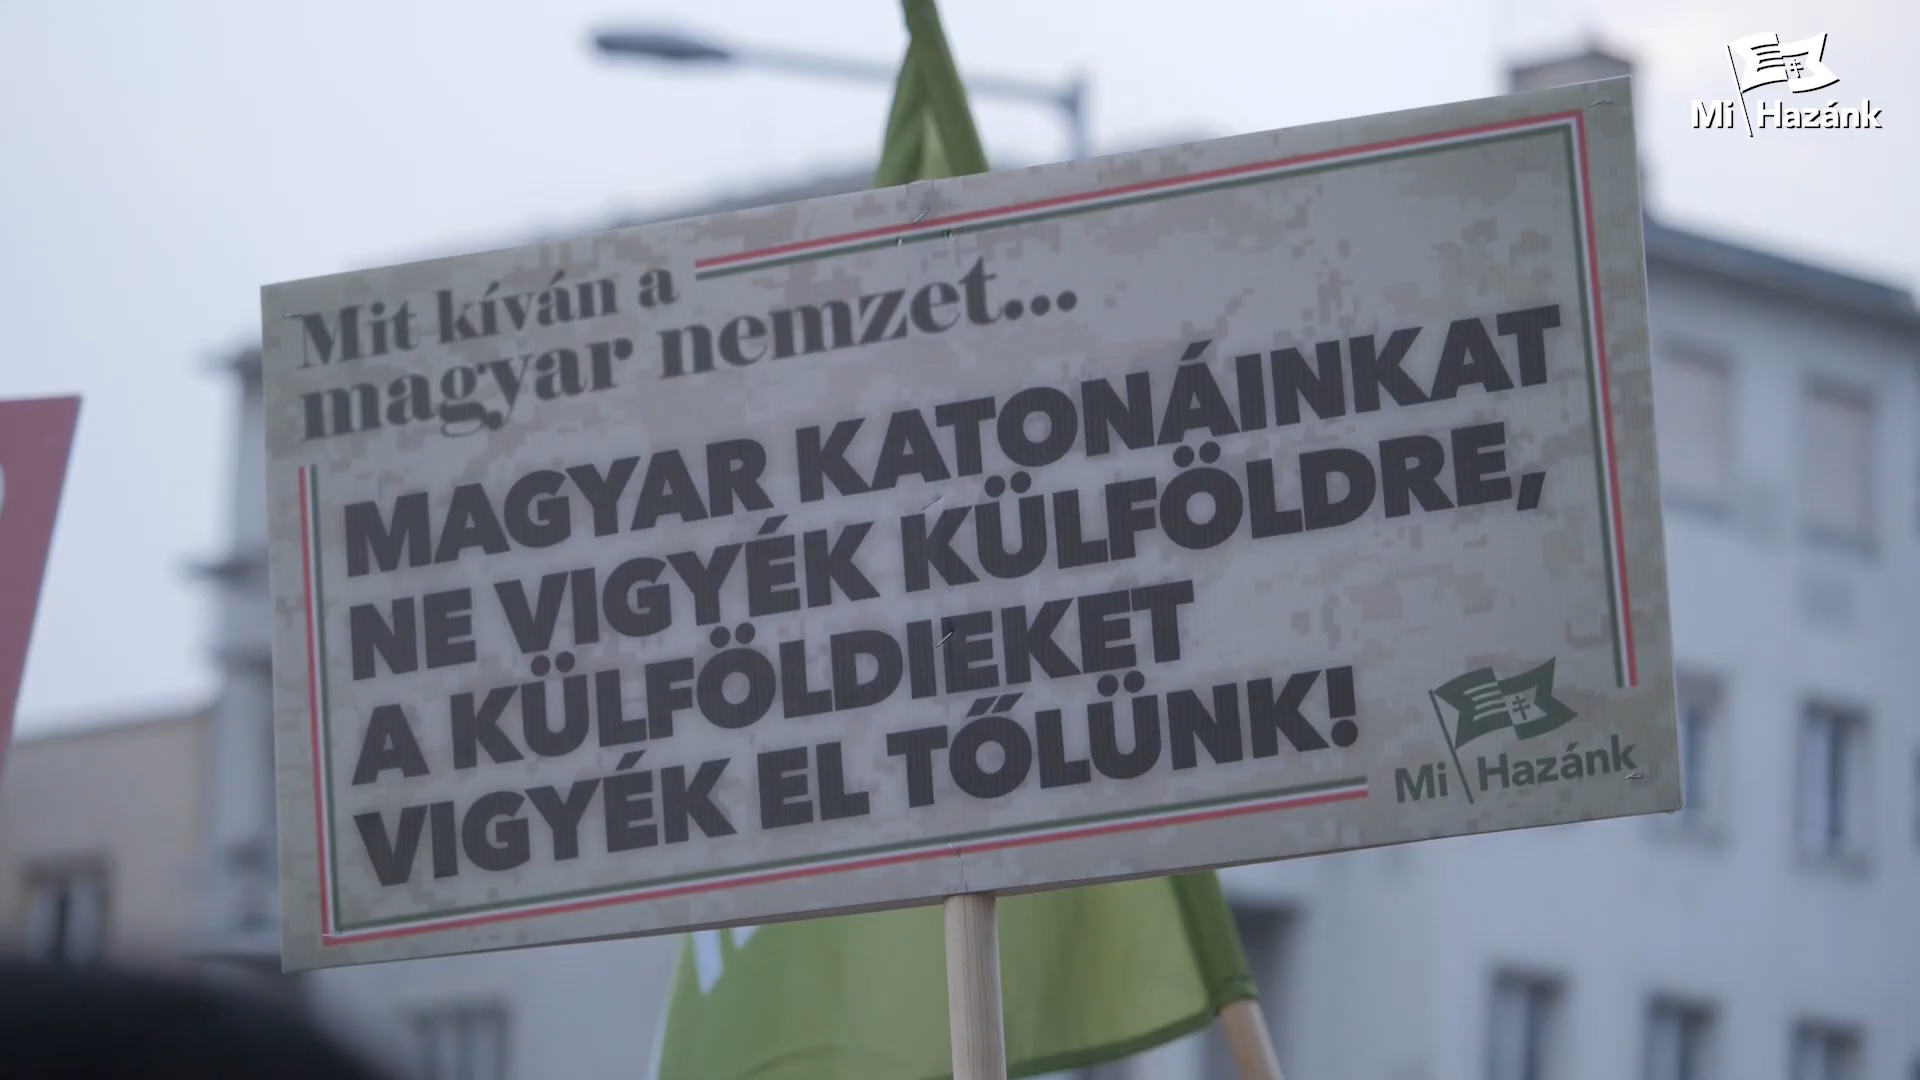 Mi Hazánk
Mit kíván a
magyar nemzet...
MAGYAR KATONÁINKAT
NE VIGYÉK KÜLFÖLDRE,
A KÜLFÖLDIEKET
VIGYÉK EL TŐLÜNK!
Mi Hazánk